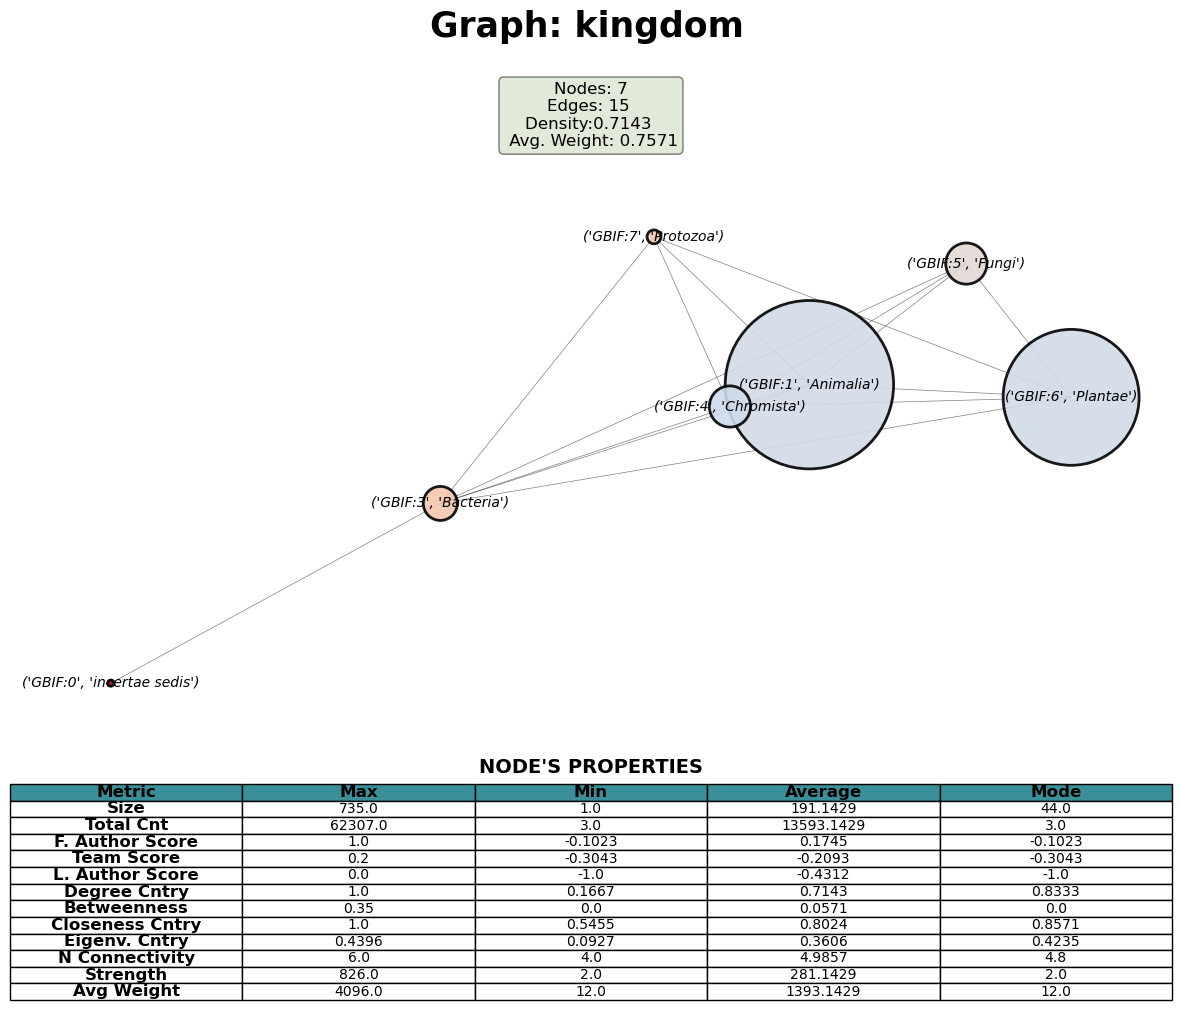 Graph: kingdom
Nodes: 7
Edges: 15
Density:0.7143
Avg. Weight: 0.7571
('GBIF:7', 'Protozoa')
('GBIF:5', 'Fungi')
('GBIF:1', 'Animalia')
('GBIF:6', 'Plantae')
('GBIF:4', 'Chromista')
('GBIF:3', 'Bacteria')
('GBIF:0', 'incertae sedis')
NODE'S PROPERTIES
Metric Max Min Average Mode
Size 735.0 1.0 191.1429 44.0
Total Cnt 62307.0 3.0 13593.1429 3.0
F. Author Score 1.0 -0.1023 0.1745 -0.1023
Team Score 0.2 -0.3043 -0.2093 -0.3043
L. Author Score 0.0 -1.0 -0.4312 -1.0
Degree Cntry 1.0 0.1667 0.7143 0.8333
Betweenness 0.35 0.0 0.0571 0.0
Closeness Cntry 1.0 0.5455 0.8024 0.8571
Eigenv. Cntry 0.4396 0.0927 0.3606 0.4235
N Connectivity 6.0 4.0 4.9857 4.8
Strength 826.0 2.0 281.1429 2.0
Avg Weight 4096.0 12.0 1393.1429 12.0